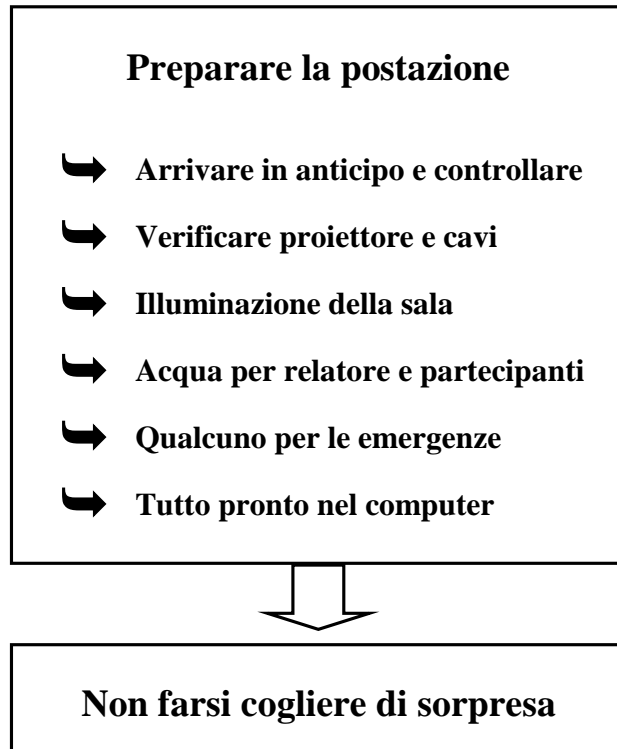 Preparare la postazione
Arrivare in anticipo e controllare
Verificare proiettore e cavi
Illuminazione della sala
Acqua per relatore e partecipanti
Qualcuno per le emergenze
Tutto pronto nel computer
Non farsi cogliere di sorpresa